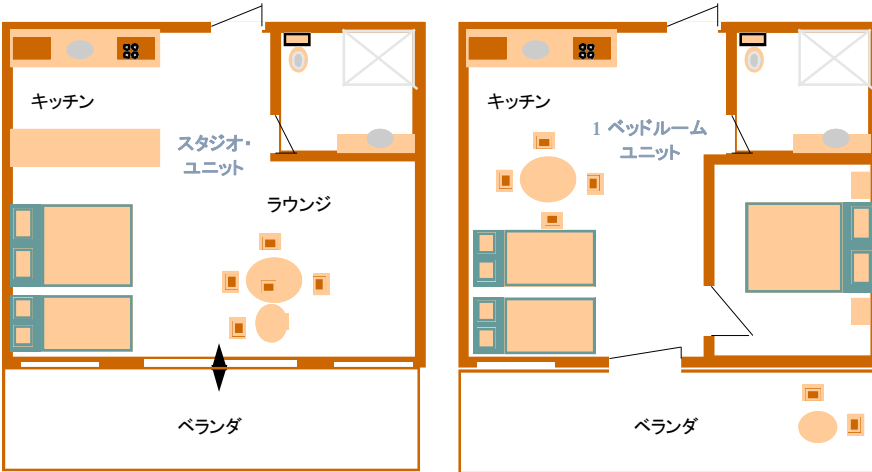 キッチン
スタジオ・
ユニット
ラウンジ
ベランダ
キッチン
1 ベッドルーム
ユニット
ベランダ